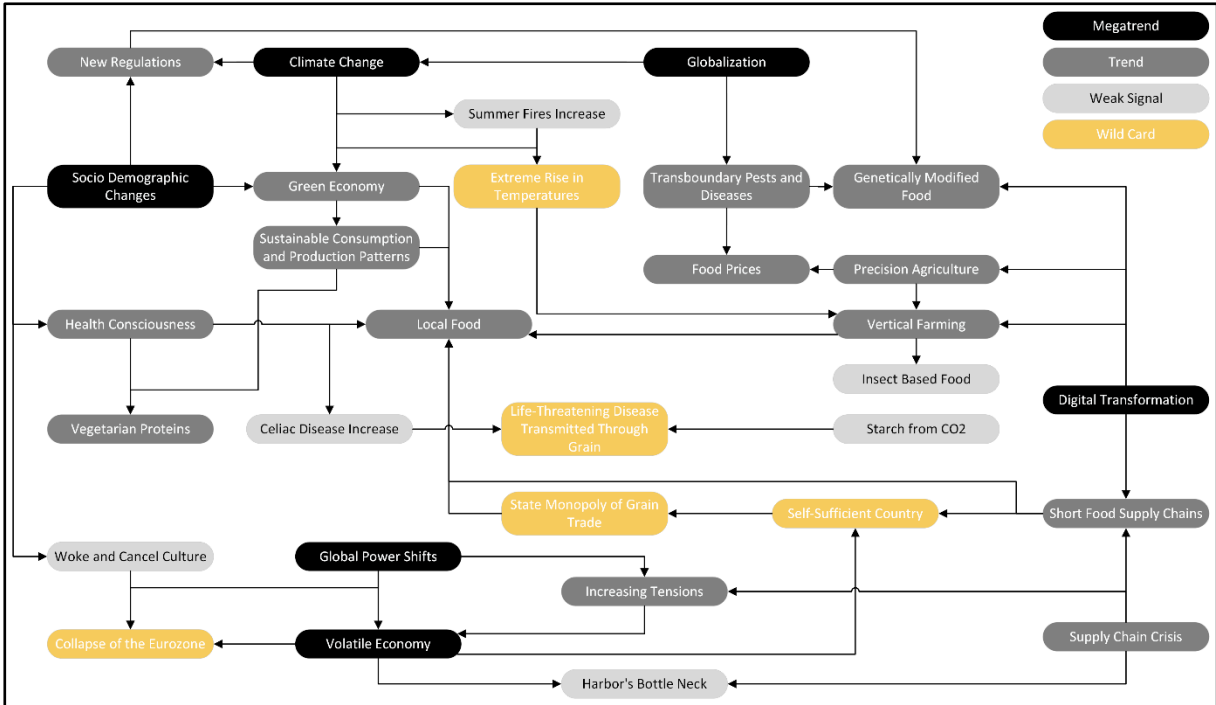 Megatrend
New Regulations
Climate Change
Globalization
Trend
Weak Signal
Summer Fires Increase
Wild Card
Socio Demographic
Changes
Green Economy
Extreme Rise in
Temperatures
Transboundary Pests and
Diseases
Genetically Modified
Food
Sustainable Consumption
and Production Patterns
Food Prices
Precision Agriculture
Health Consciousness
Local Food
Vertical Farming
Insect Based Food
Digital Transformation
Vegetarian Proteins
Celiac Disease Increase
Life-Threatening Disease
Transmitted Through
Grain
Starch from CO2
State Monopoly of Grain
Trade
Self-Sufficient Country
Short Food Supply Chains
Woke and Cancel Culture
Global Power Shifts
Increasing Tensions
Collapse of the Eurozone
Volatile Economy
Supply Chain Crisis
Harbor's Bottle Neck